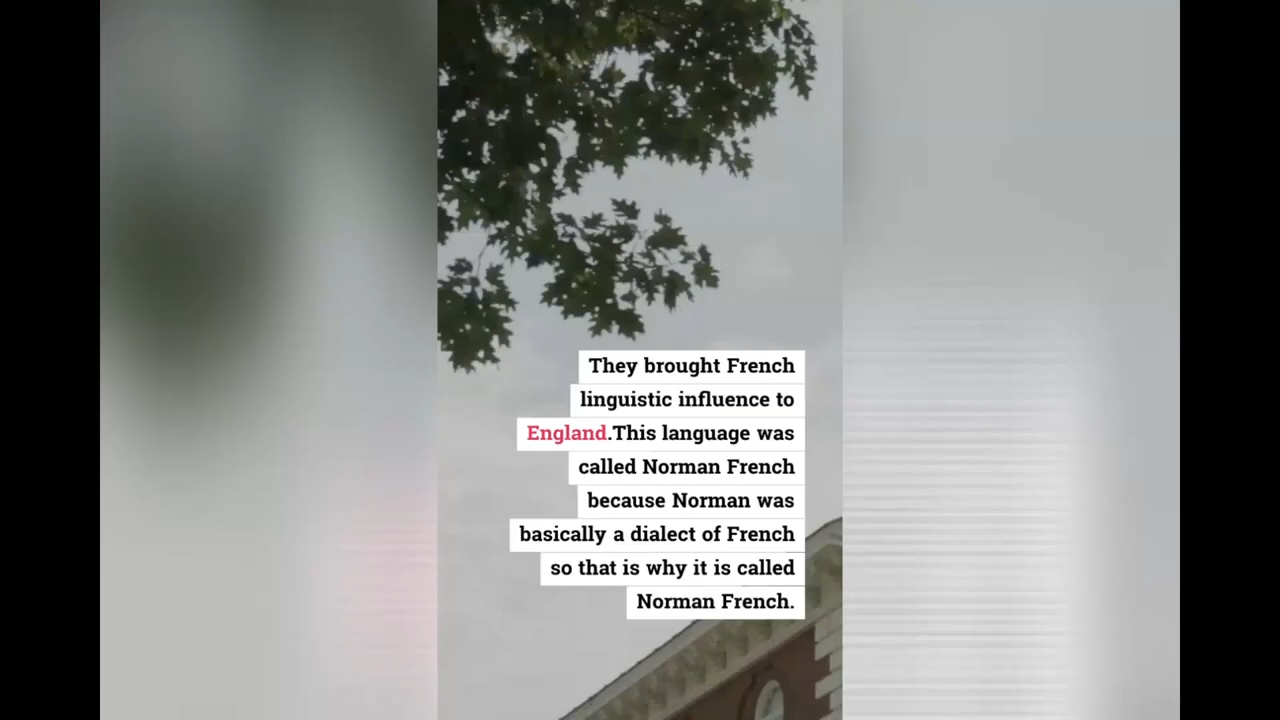 They brought French
linguistic influence to
England.This language was
called Norman French
because Norman was
basically a dialect of French
so that is why it is called
Norman French.